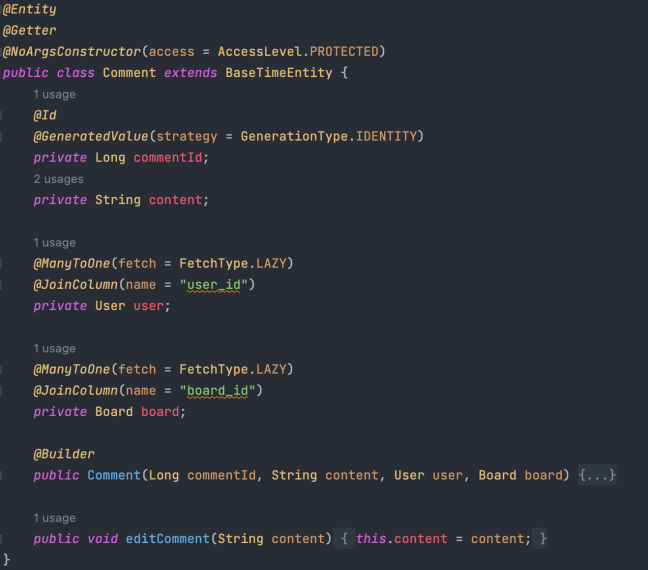 @Entity
@Getter
@NoArgsConstructor(access = AccessLevel.PROTECTED)
public class Comment extends BaseTimeEntity {
1 usage
@Id
@GeneratedValue(strategy = GenerationType.IDENTITY)
private Long commentId;
2 usages
private String content;
1 usage
@ManyToOne(fetch = FetchType.LAZY)
@JoinColumn(name = "user_id")
private User user;
1 usage
@ManyToOne(fetch = FetchType.LAZY)
@JoinColumn(name = "board_id")
private Board board;
@Builder
public Comment(Long commentId, String content, User user, Board board) {...}
1 usage
public void editComment(String content) { this.content = content; }
}